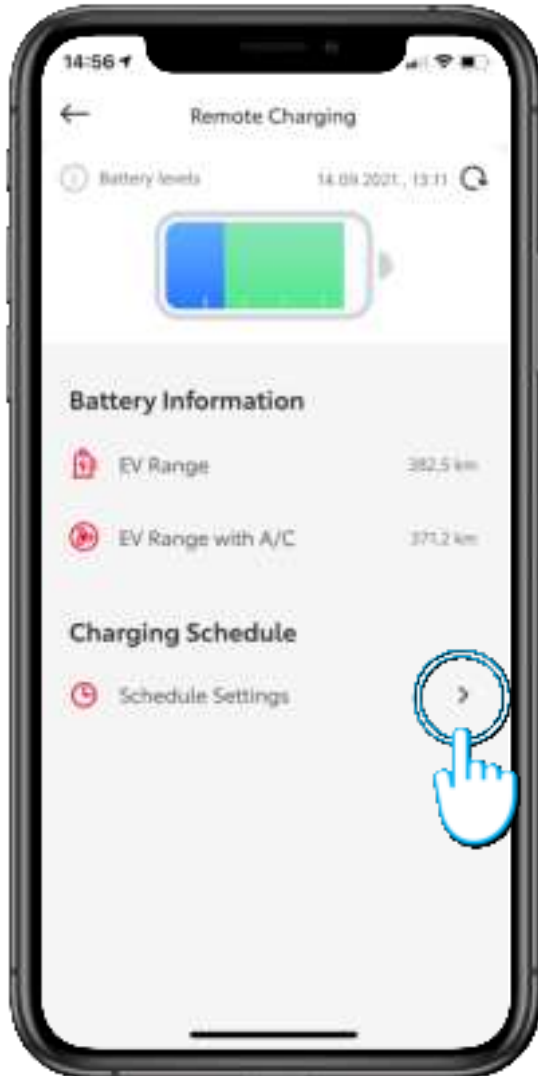 14:56
Remote Charging
Battery levels 14.09.2021, 13:11
Battery Information
EV Range 382,5 km
EV Range with A/C 371,2 km
Charging Schedule
Schedule Settings